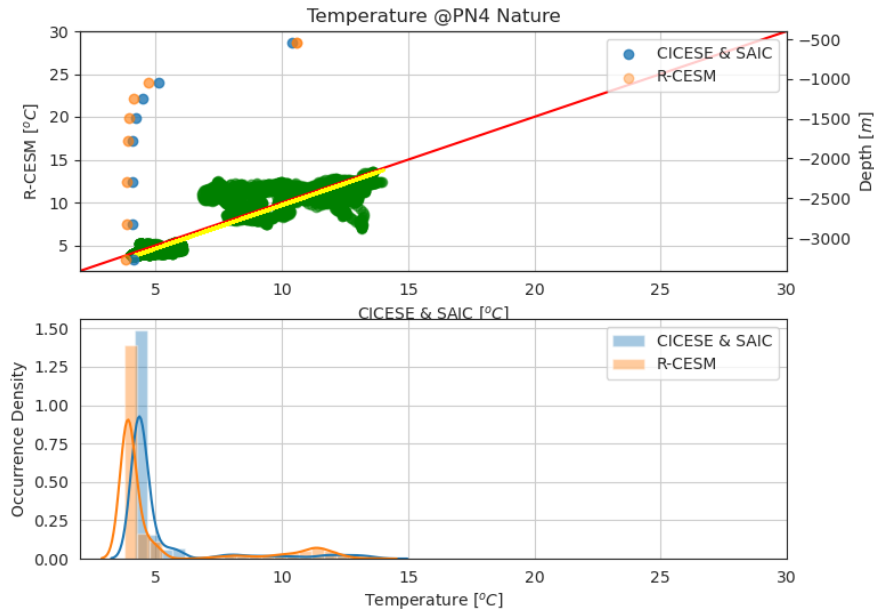 Temperature @PN4 Nature
30
25
20
15
10
5
R-CESM [°C]
CICESE & SAIC
R-CESM
−500
−1000
−1500
−2000
−2500
−3000
Depth [m]
5 10 15 20 25 30
CICESE & SAIC [°C]
1.50
1.25
1.00
0.75
0.50
0.25
0.00
Occurrence Density
CICESE & SAIC
R-CESM
5 10 15 20 25 30
Temperature [°C]